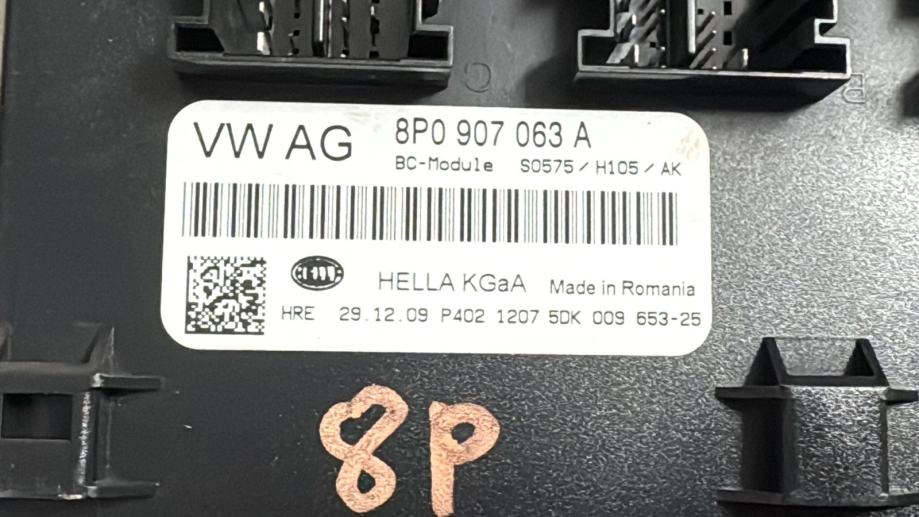 C
B
VW AG 8P0 907 063 A
BC-Module S0575/H105/AK
HELLA KGaA Made in Romania
HRE 29.12.09 P402 1207 5DK 009 653-25
8P